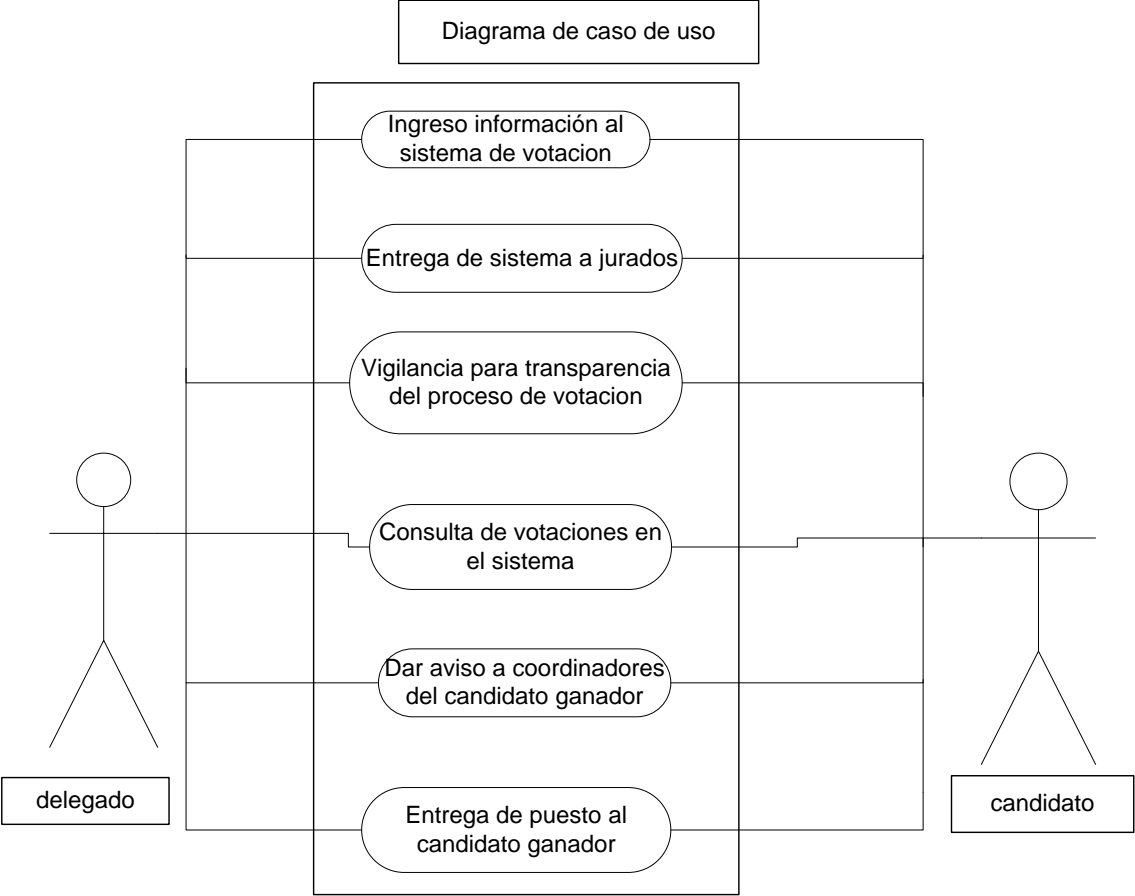 Diagrama de caso de uso
Ingreso información al
sistema de votacion
Entrega de sistema a jurados
Vigilancia para transparencia
del proceso de votacion
Consulta de votaciones en
el sistema
Dar aviso a coordinadores
del candidato ganador
delegado
candidato
Entrega de puesto al
candidato ganador